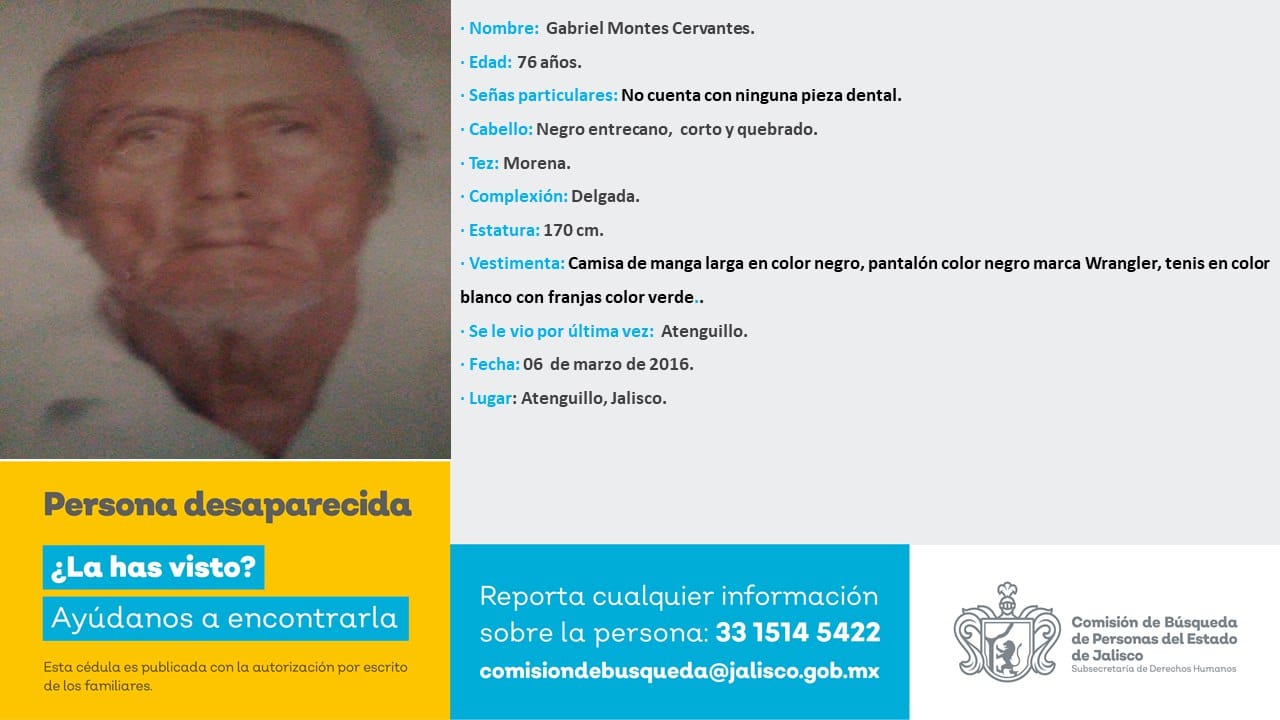 · Nombre: Gabriel Montes Cervantes.
· Edad: 76 años.
· Señas particulares: No cuenta con ninguna pieza dental.
· Cabello: Negro entrecano, corto y quebrado.
· Tez: Morena.
· Complexión: Delgada.
· Estatura: 170 cm.
· Vestimenta: Camisa de manga larga en color negro, pantalón color negro marca Wrangler, tenis en color
blanco con franjas color verde..
· Se le vio por última vez: Atenguillo.
· Fecha: 06 de marzo de 2016.
· Lugar: Atenguillo, Jalisco.
Persona desaparecida
¿La has visto?
Ayúdanos a encontrarla
Esta cédula es publicada con la autorización por escrito
de los familiares.
Reporta cualquier información
sobre la persona: 33 1514 5422
comisiondebusqueda@jalisco.gob.mx
Comisión de Búsqueda
de Personas del Estado
de Jalisco
Subsecretaría de Derechos Humanos